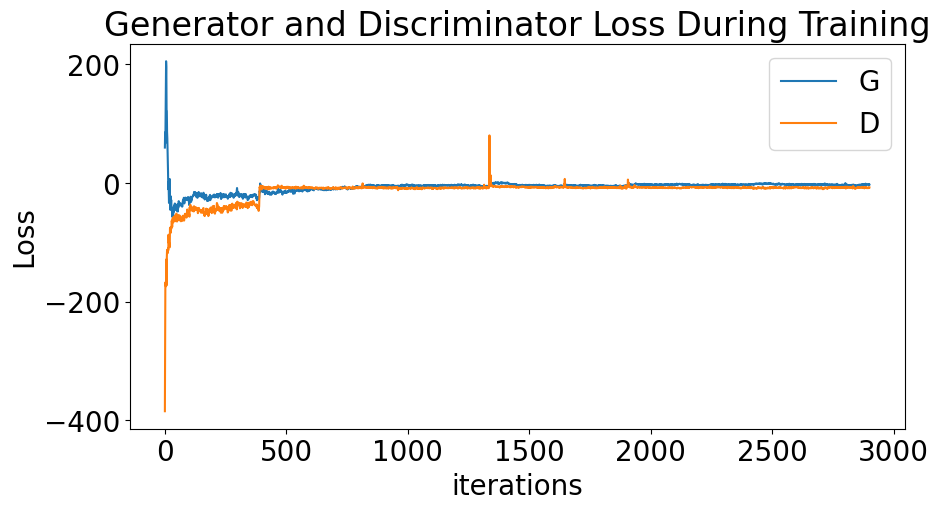 Generator and Discriminator Loss During Training
G
D
200
0
−200
−400
Loss
0 500 1000 1500 2000 2500 3000
iterations